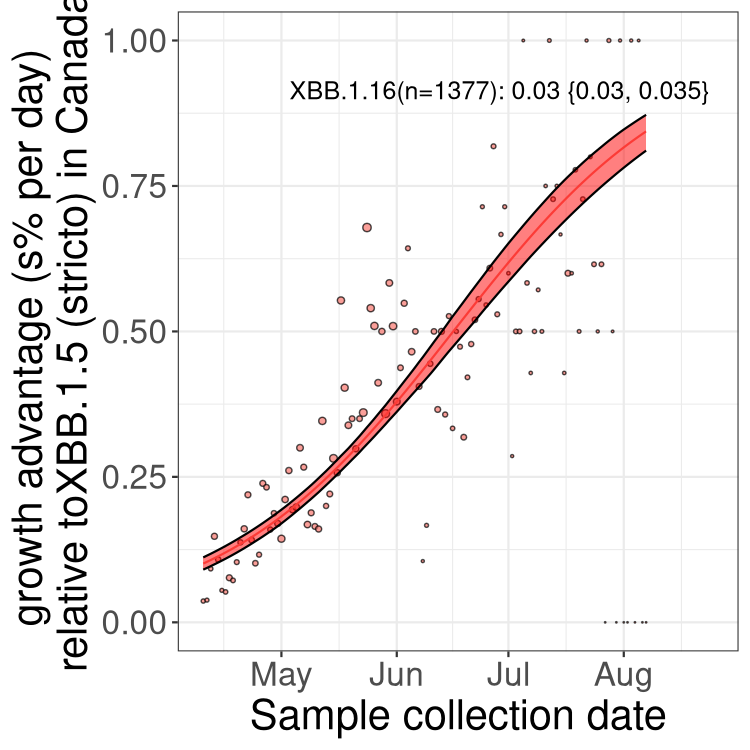 growth advantage (s% per day)
relative toXBB.1.5 (stricto) in Canada
1.00
0.75
0.50
0.25
0.00
XBB.1.16(n=1377): 0.03 {0.03, 0.035}
May Jun Jul Aug
Sample collection date